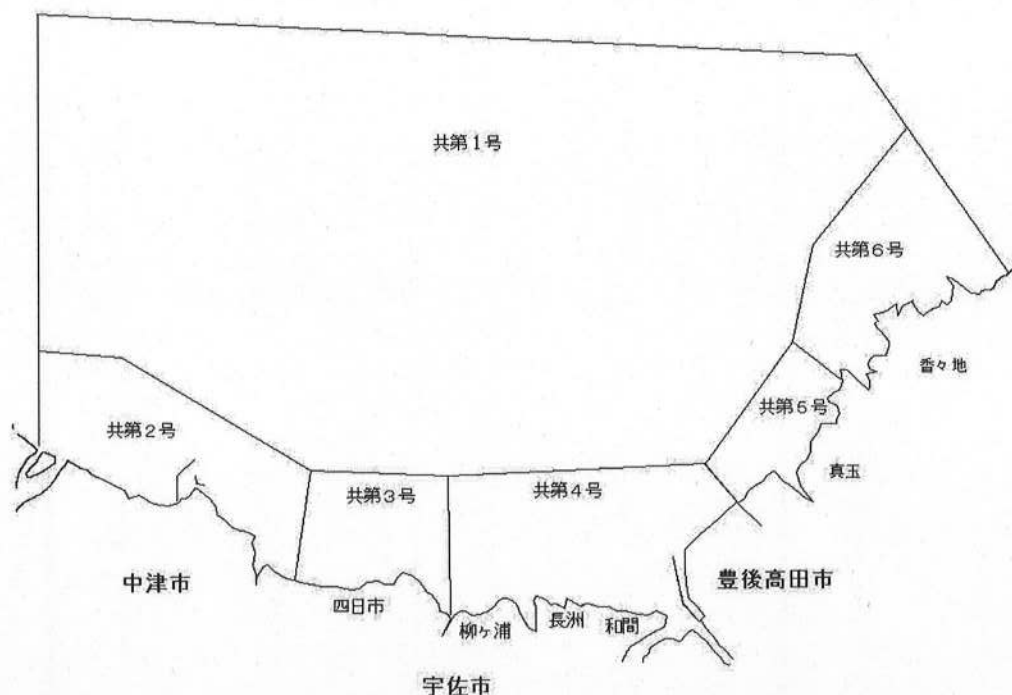 共第1号
共第6号
香々地
共第5号
共第2号
真玉
共第3号
共第4号
中津市
豊後高田市
四日市
柳ヶ浦
長洲
和間
宇佐市